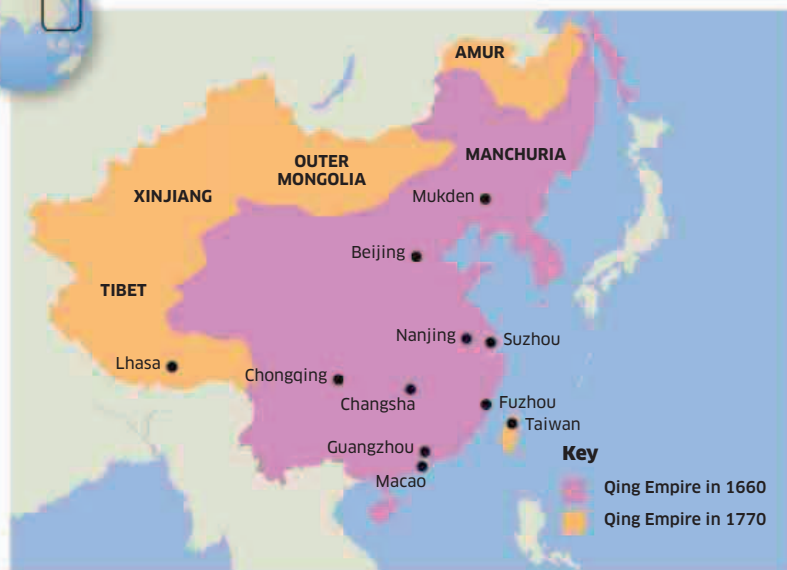 AMUR
OUTER
MONGOLIA
MANCHURIA
XINJIANG
Mukden
Beijing
TIBET
Nanjing
Suzhou
Lhasa
Chongqing
Changsha
Fuzhou
Taiwan
Guangzhou
Macao
Key
Qing Empire in 1660
Qing Empire in 1770